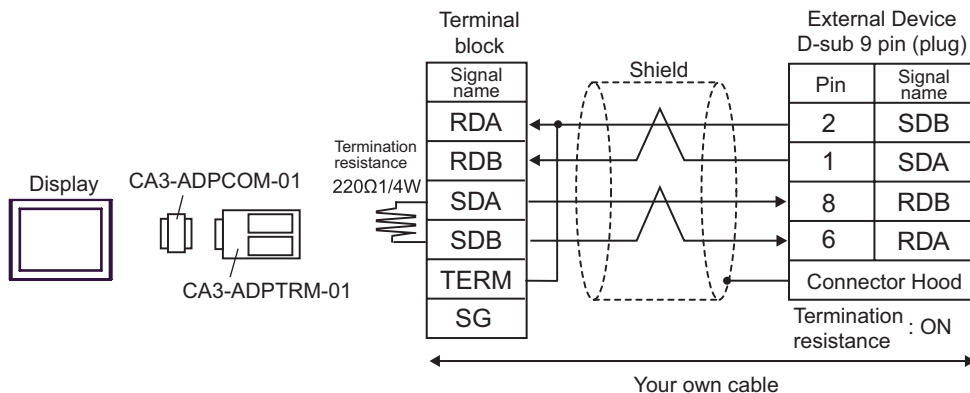 Terminal
block
External Device
D-sub 9 pin (plug)
Signal
name
Shield
Pin
Signal
name
RDA
2
SDB
Termination
resistance
220Ω1/4W
RDB
1
SDA
Display
CA3-ADPCOM-01
SDA
8
RDB
SDB
6
RDA
CA3-ADPTRM-01
TERM
Connector Hood
SG
Termination
resistance : ON
Your own cable